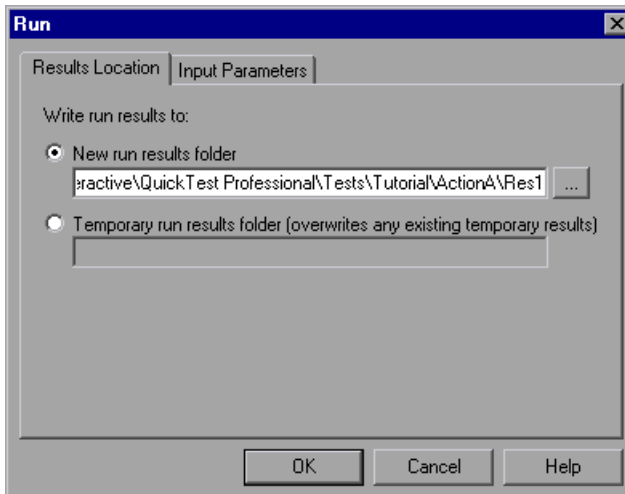 Run
Results Location Input Parameters
Write run results to:
New run results folder
eractive\QuickTest Professional\Tests\Tutorial\ActionA\Res1 ...
Temporary run results folder (overwrites any existing temporary results)
OK Cancel Help